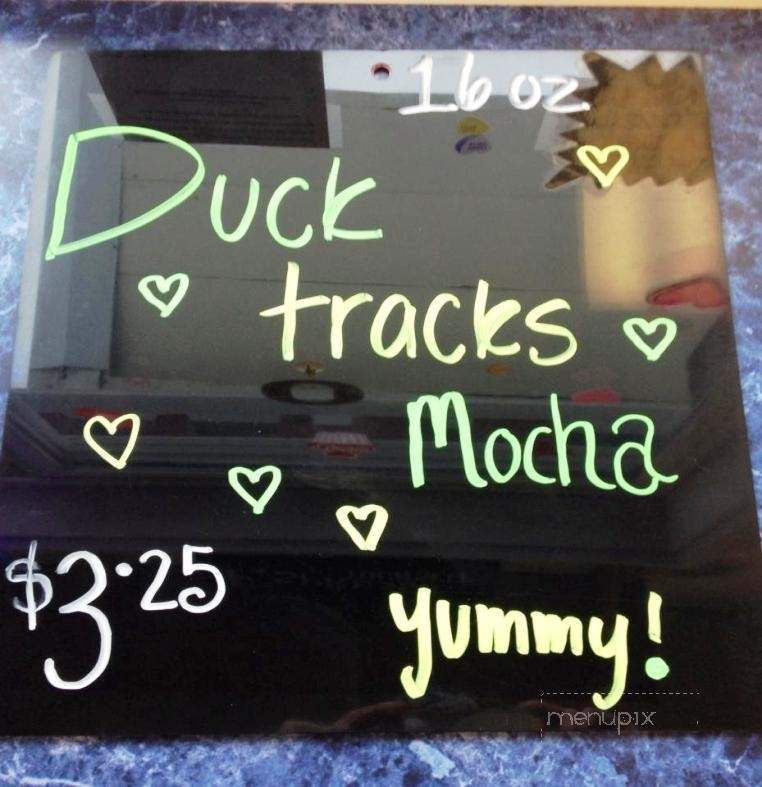 16 oz
Duck
tracks
Mocha
$3.25
yummy!
menupix